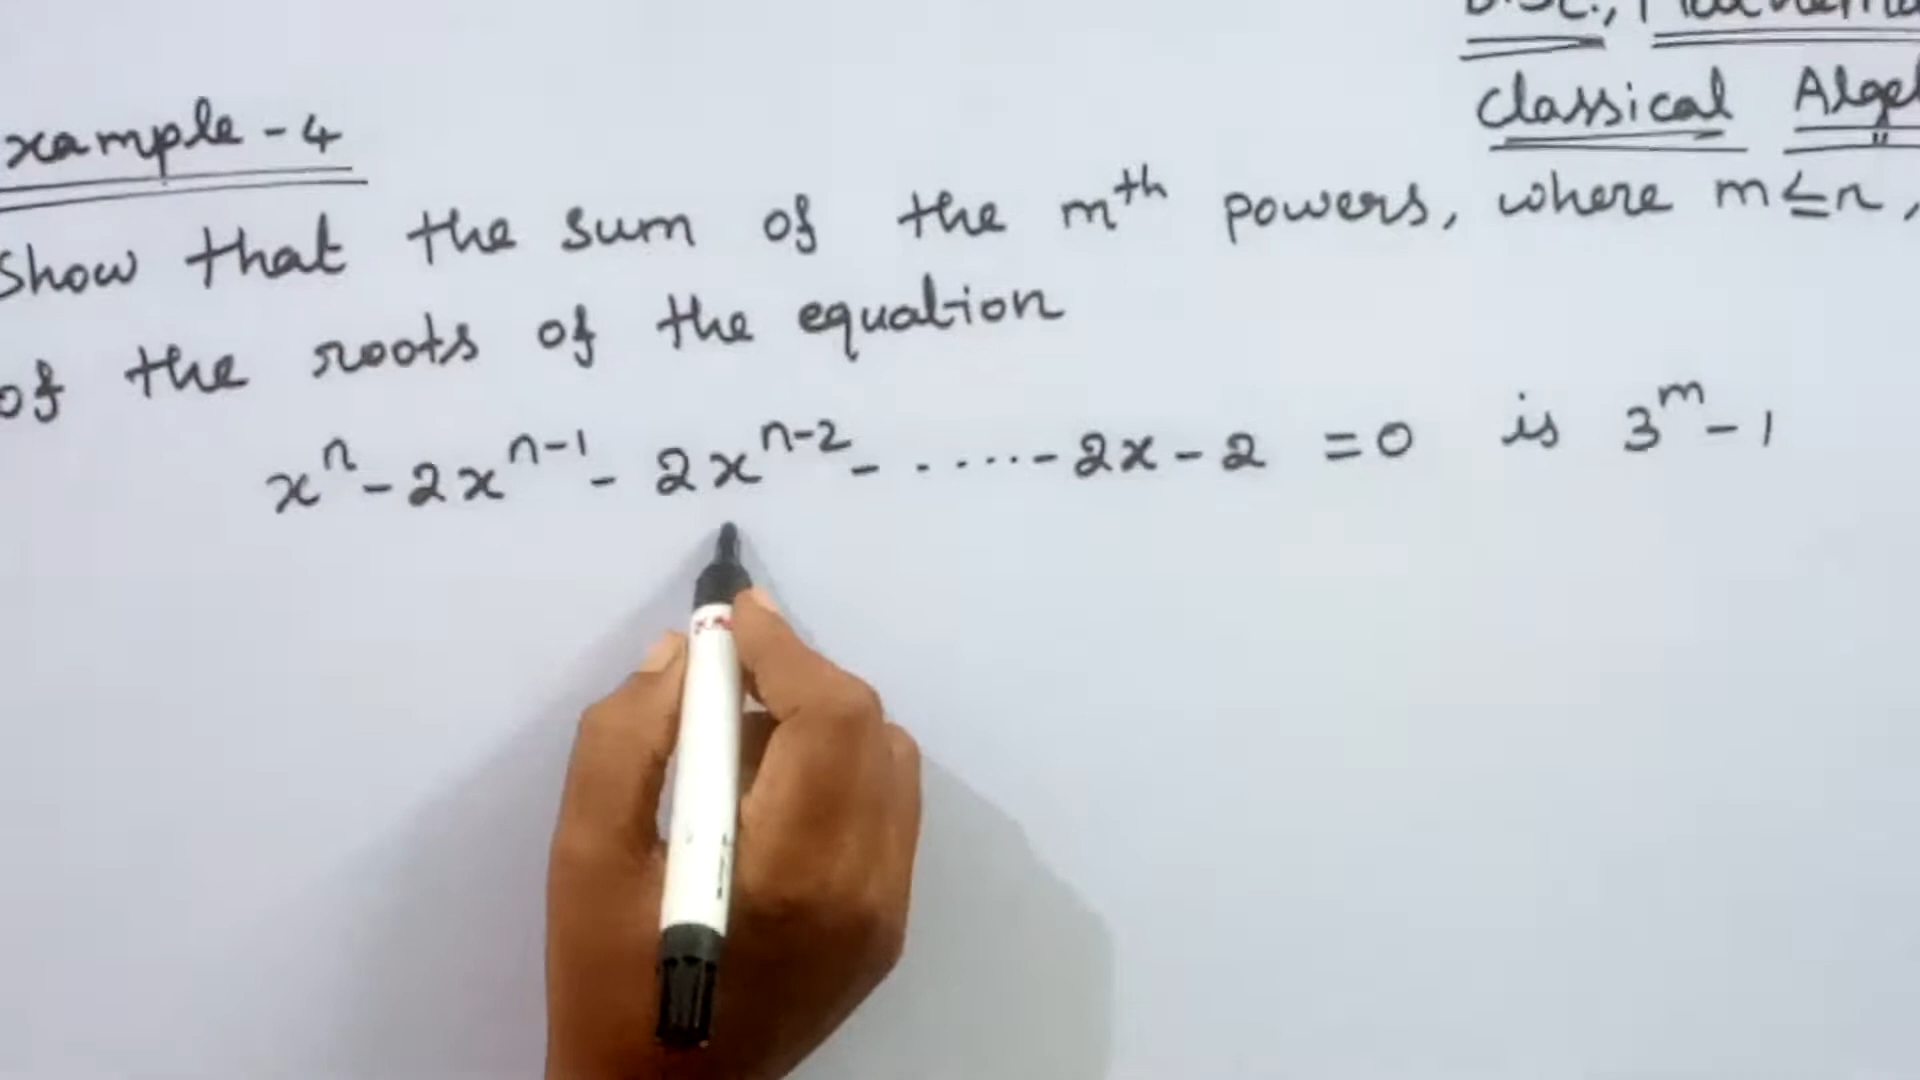 Classical
xample - 4
Show that the sum of the m^th powers, where m ≤ n,
of the roots of the equation
x^n - 2x^{n-1} - 2x^{n-2} - ..... - 2x - 2 = 0 is 3^m - 1